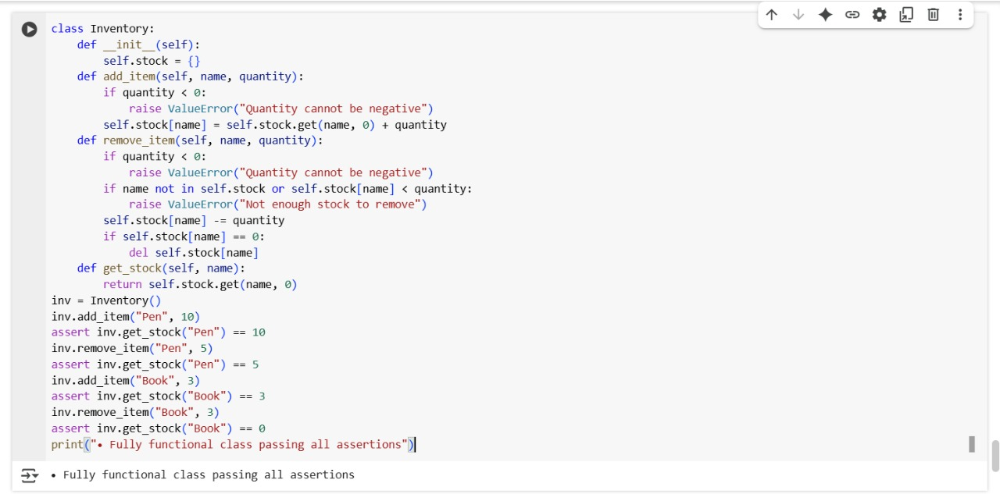 class Inventory:
    def __init__(self):
        self.stock = {}
    def add_item(self, name, quantity):
        if quantity < 0:
            raise ValueError("Quantity cannot be negative")
        self.stock[name] = self.stock.get(name, 0) + quantity
    def remove_item(self, name, quantity):
        if quantity < 0:
            raise ValueError("Quantity cannot be negative")
        if name not in self.stock or self.stock[name] < quantity:
            raise ValueError("Not enough stock to remove")
        self.stock[name] -= quantity
        if self.stock[name] == 0:
            del self.stock[name]
    def get_stock(self, name):
        return self.stock.get(name, 0)
inv = Inventory()
inv.add_item("Pen", 10)
assert inv.get_stock("Pen") == 10
inv.remove_item("Pen", 5)
assert inv.get_stock("Pen") == 5
inv.add_item("Book", 3)
assert inv.get_stock("Book") == 3
inv.remove_item("Book", 3)
assert inv.get_stock("Book") == 0
print("• Fully functional class passing all assertions")
• Fully functional class passing all assertions